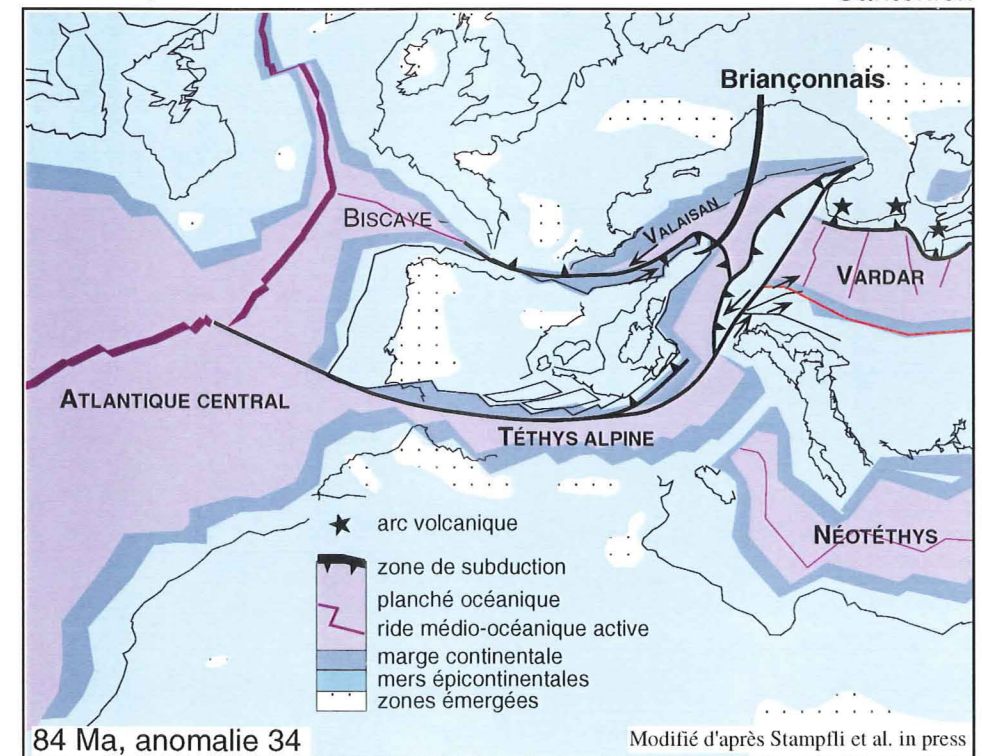 Briançonnais
BISCAYE
VALAISAN
VARDAR
ATLANTIQUE CENTRAL
TÉTHYS ALPINE
NÉOTÉTHYS
arc volcanique
zone de subduction
planché océanique
ride médio-océanique active
marge continentale
mers épicontinentales
zones émergées
84 Ma, anomalie 34
Modifié d'après Stampfli et al. in press